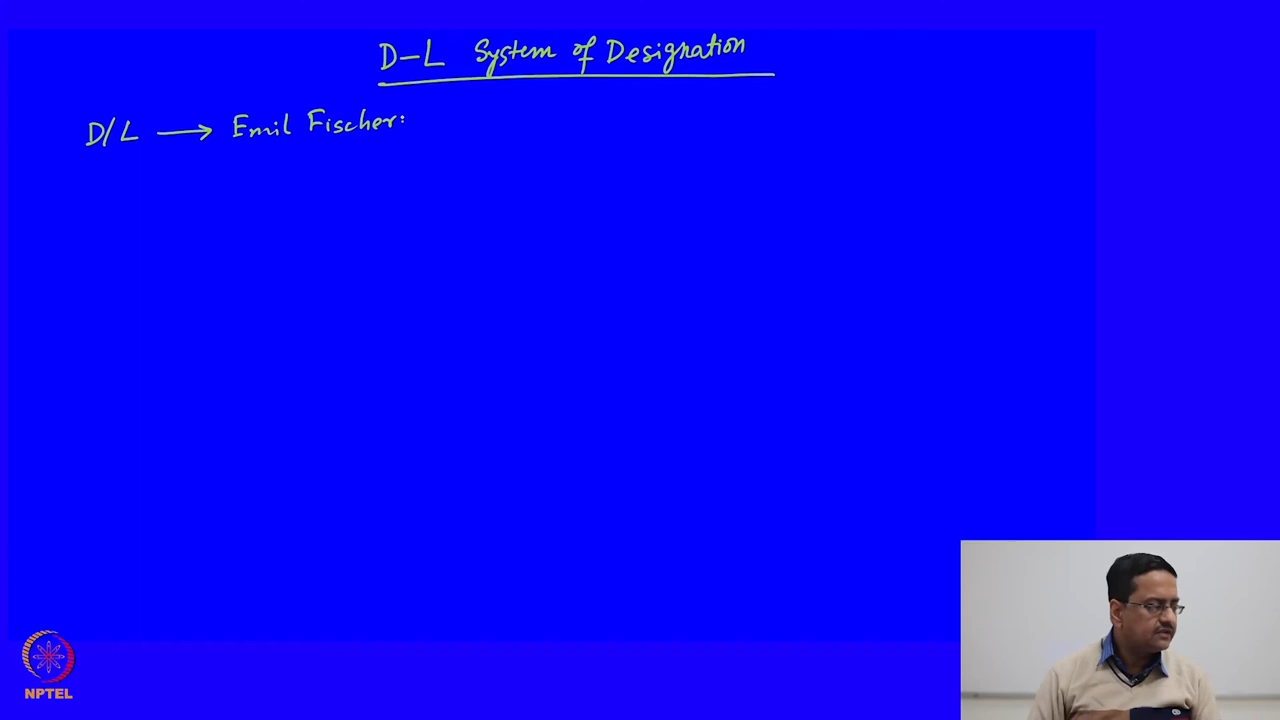 D-L System of Designation
D/L → Emil Fischer:
NPTEL